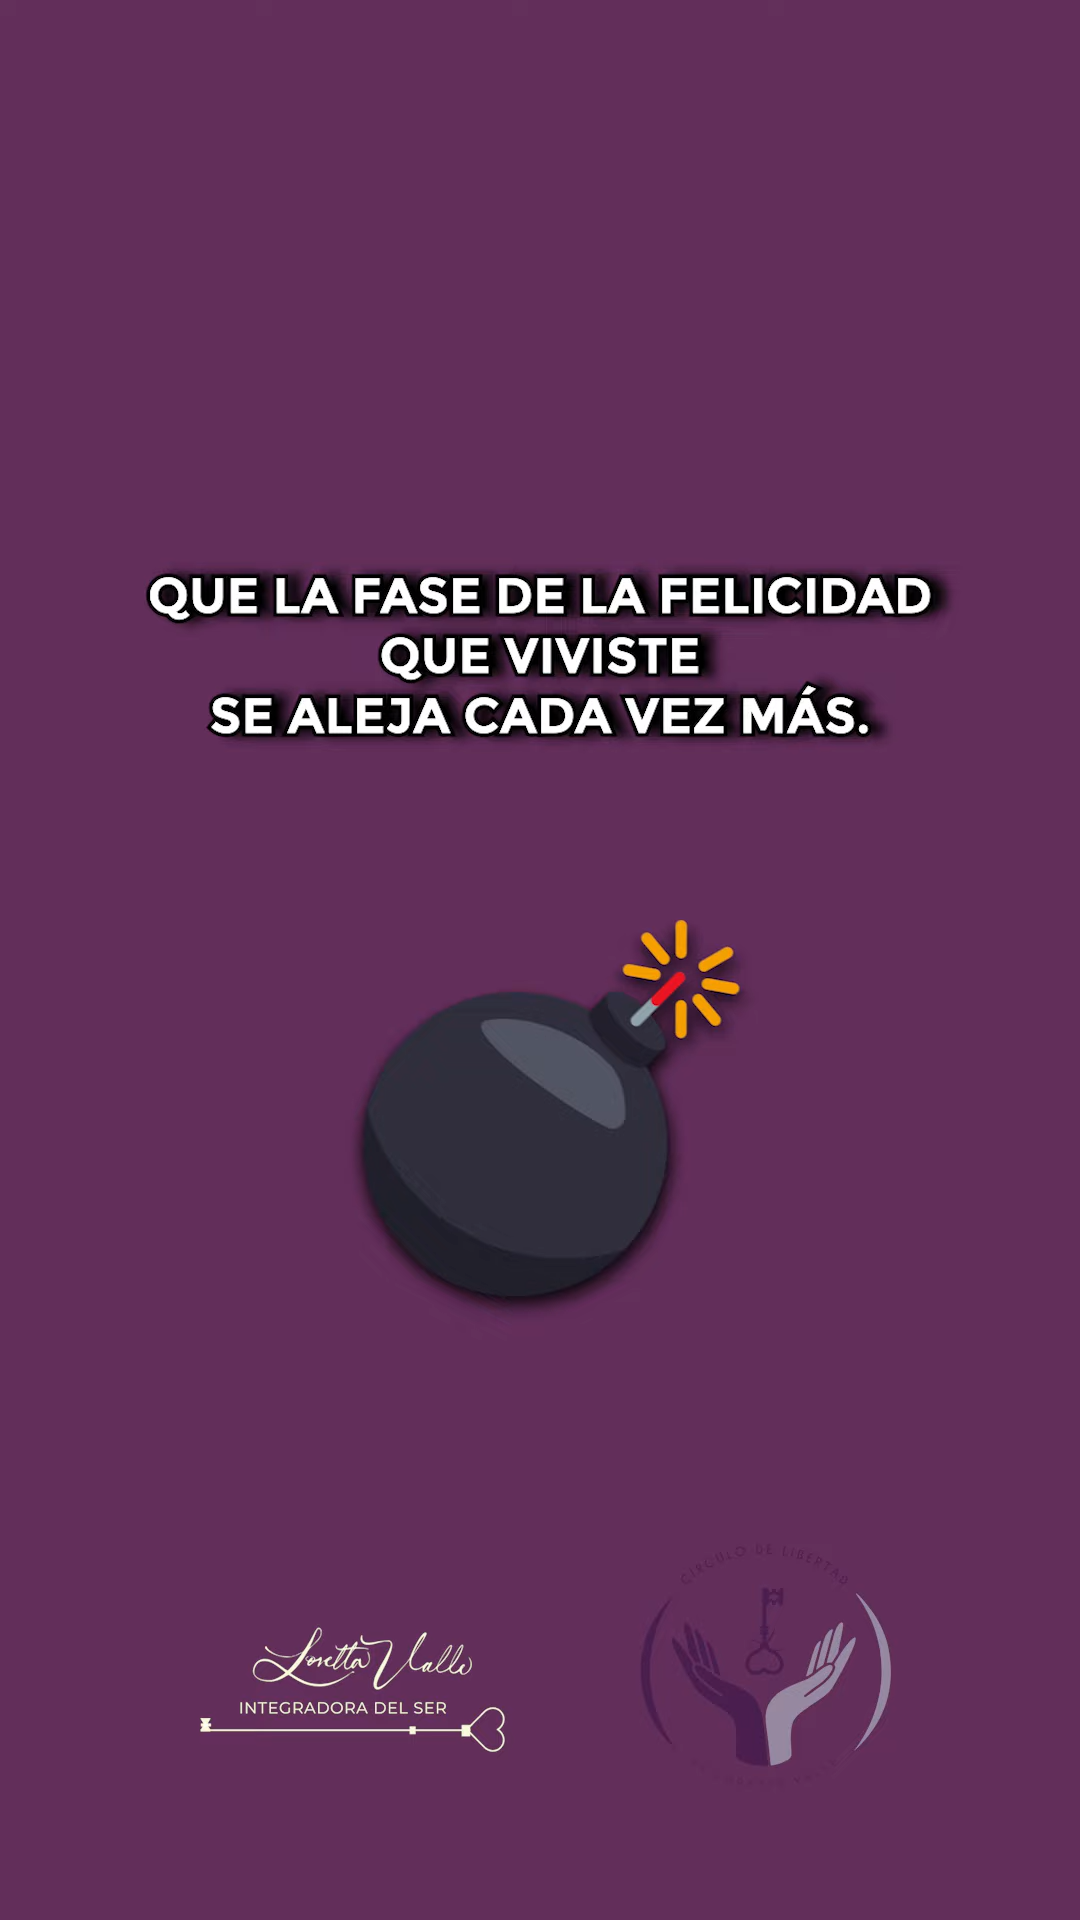 QUE LA FASE DE LA FELICIDAD
QUE VIVISTE
SE ALEJA CADA VEZ MÁS.
CÍRCULO DE LIBERTAD
Loretta Valle
INTEGRADORA DEL SER